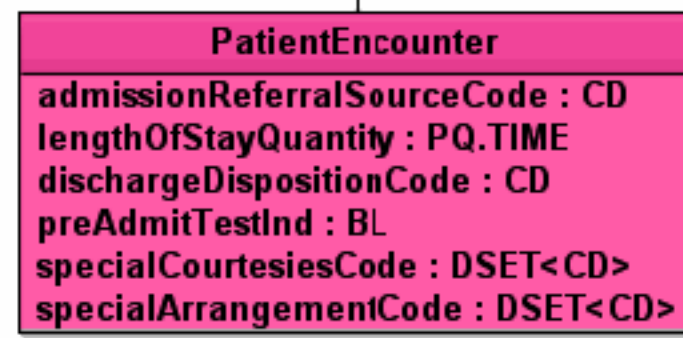 PatientEncounter
admissionReferralSourceCode : CD
lengthOfStayQuantity : PQ.TIME
dischargeDispositionCode : CD
preAdmitTestInd : BL
specialCourtesiesCode : DSET<CD>
specialArrangementCode : DSET<CD>